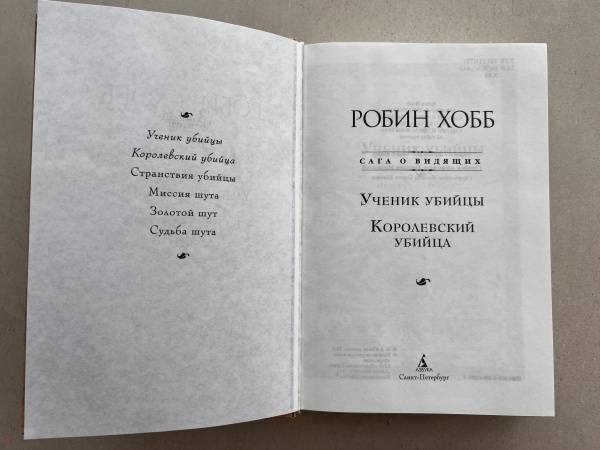 Ученик убийцы
Королевский убийца
Странствия убийцы
Миссия шута
Золотой шут
Судьба шута
РОБИН ХОББ
САГА О ВИДЯЩИХ
УЧЕНИК УБИЙЦЫ
КОРОЛЕВСКИЙ
УБИЙЦА
АЗБУКА
Санкт-Петербург